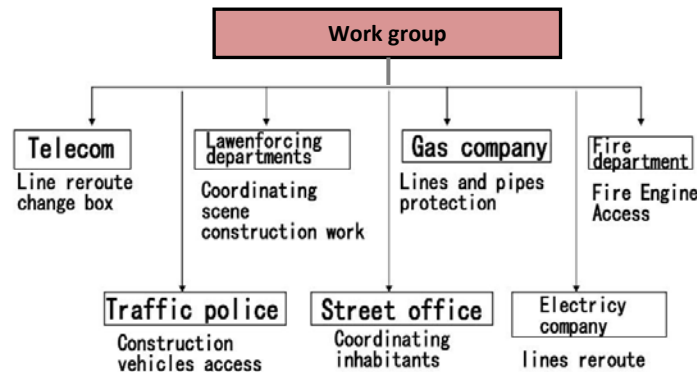 Work group
Telecom
Line reroute
change box
Lawenforcing
departments
Coordinating
scene
construction work
Gas company
Lines and pipes
protection
Fire
department
Fire Engine
Access
Traffic police
Construction
vehicles access
Street office
Coordinating
inhabitants
Electricy
company
lines reroute